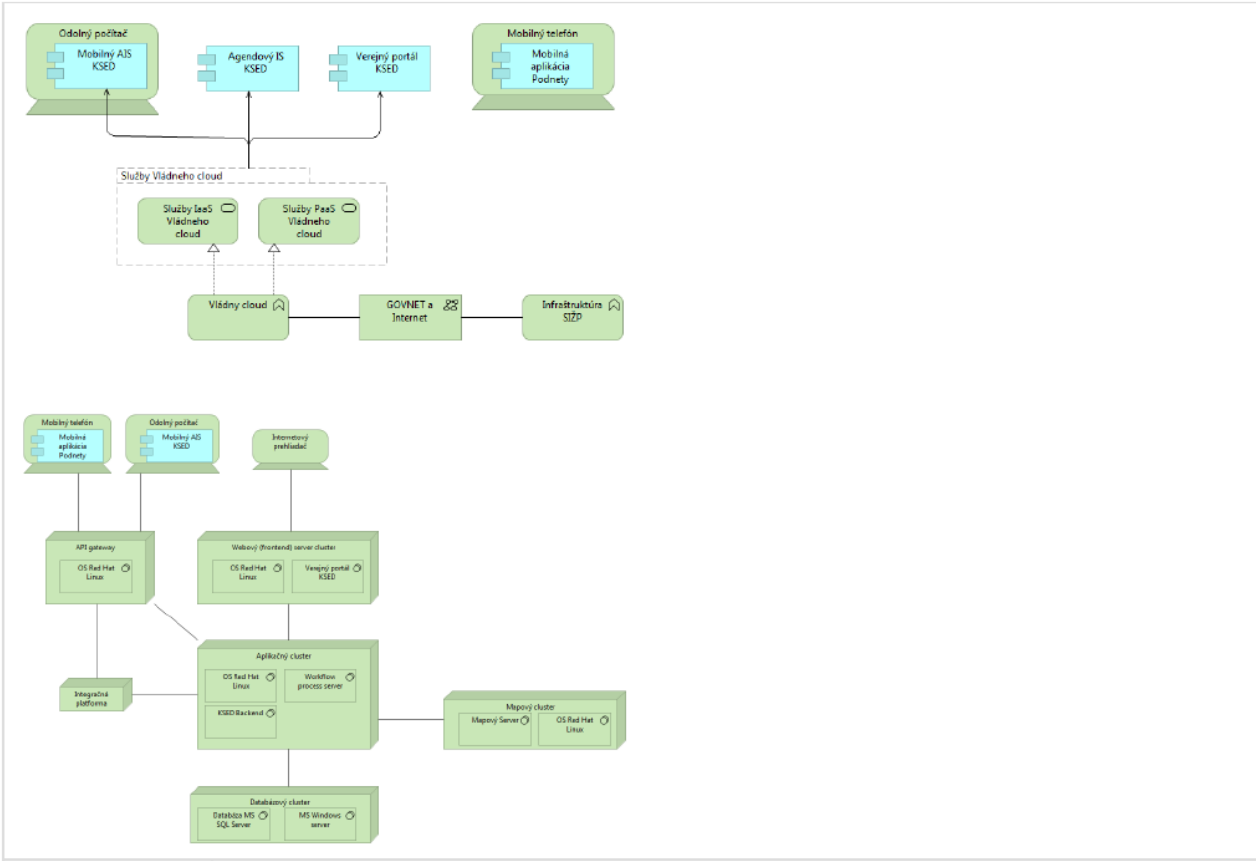 Odolný počítač
Mobilný AIS
KSED
Agendový IS
KSED
Verejný portál
KSED
Mobilný telefón
Mobilná
aplikácia
Podnety
Služby Vládneho cloud
Služby IaaS
Vládneho
cloud
Služby PaaS
Vládneho
cloud
Vládny cloud
GOVNET a
Internet
Infraštruktúra
SIŽP
Mobilný telefón
Mobilná
aplikácia
Podnety
Odolný počítač
Mobilný AIS
KSED
Internetový
prehliadač
API gateway
OS Red Hat
Linux
Webový (frontend) server cluster
OS Red Hat
Linux
Verejný portál
KSED
Aplikačný cluster
OS Red Hat
Linux
Workflow
process server
KSED Backend
Integračná
platforma
Mapový cluster
Mapový Server
OS Red Hat
Linux
Databázový cluster
Databáza MS
SQL Server
MS Windows
server